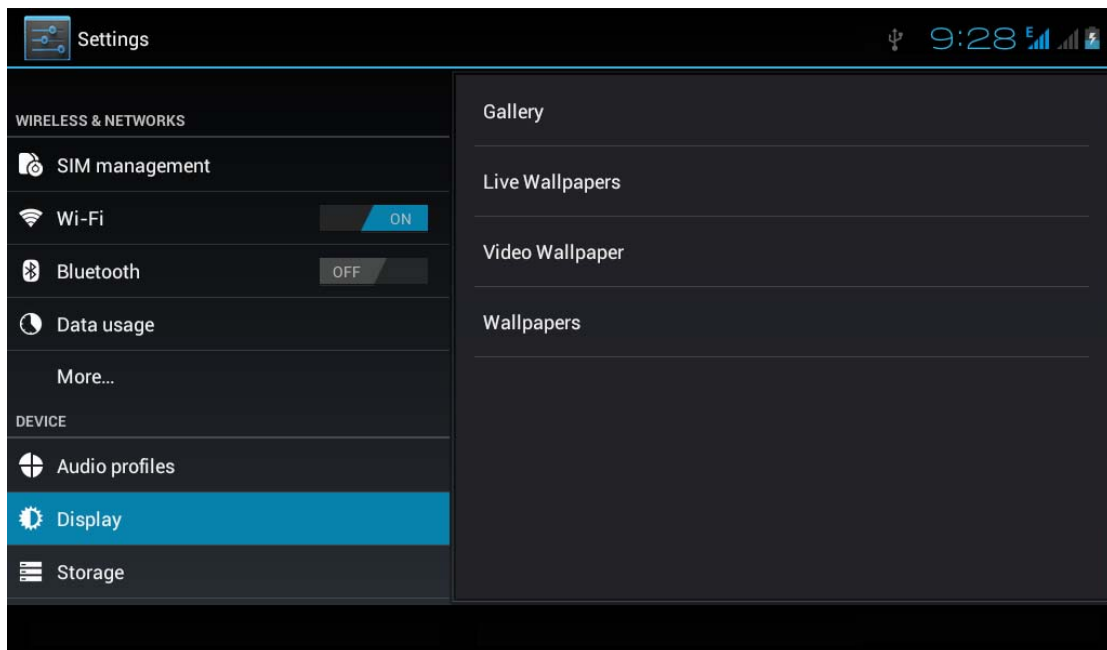 Settings
9:28
E
WIRELESS & NETWORKS
SIM management
Wi-Fi
ON
Bluetooth
OFF
Data usage
More...
DEVICE
Audio profiles
Display
Storage
Gallery
Live Wallpapers
Video Wallpaper
Wallpapers